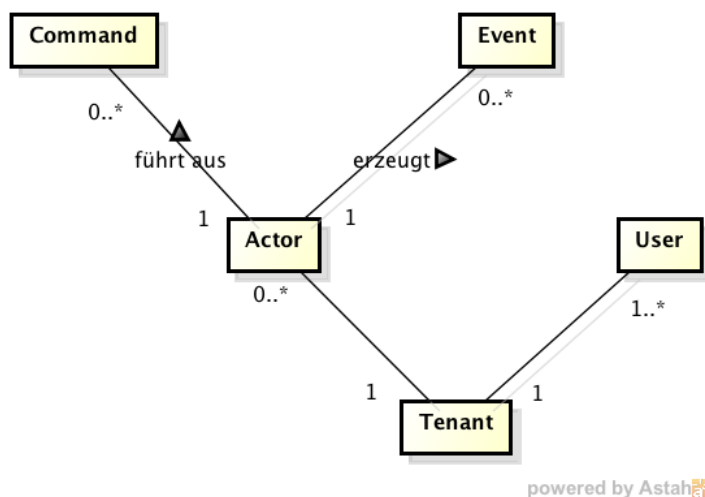 Command
Event
0..*
0..*
führt aus
erzeugt
1
1
Actor
User
0..*
1..*
1
1
Tenant
powered by Astah